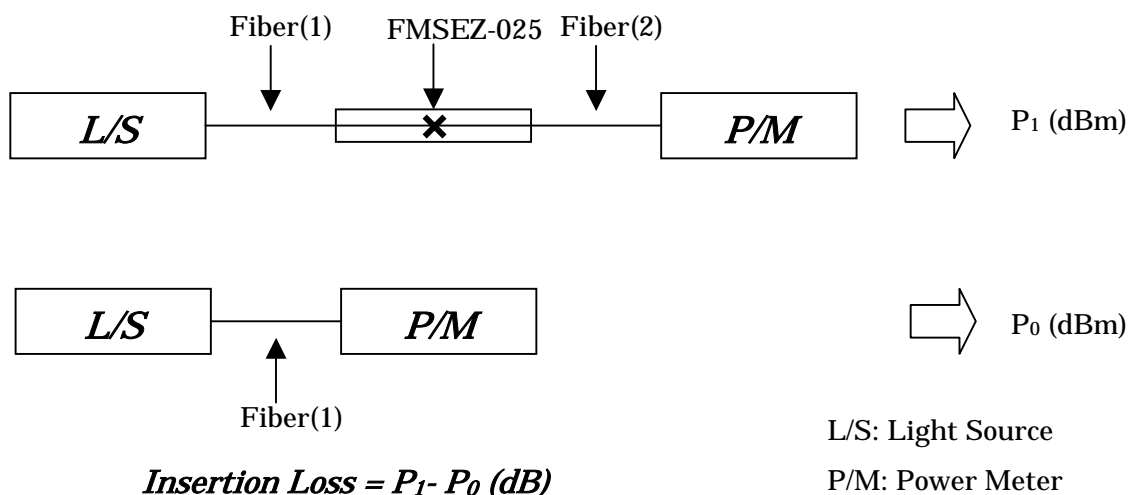 Fiber(1) FMSEZ-025 Fiber(2)
L/S P/M P₁ (dBm)
L/S P/M P₀ (dBm)
Fiber(1)
L/S: Light Source
Insertion Loss = P₁- P₀ (dB)
P/M: Power Meter